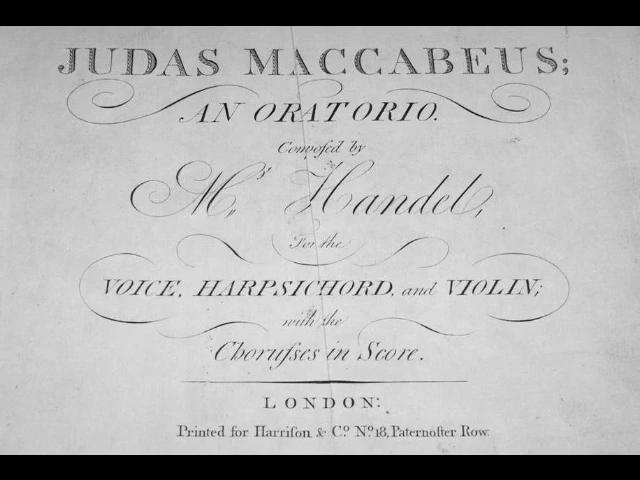 JUDAS MACCABEUS;
AN ORATORIO.
Compoſed by
Mr. Handel,
For the
VOICE, HARPSICHORD, and VIOLIN;
with the
Choruſses in Score.
LONDON:
Printed for Harriſon & Co. No. 18, Paternoſter Row.